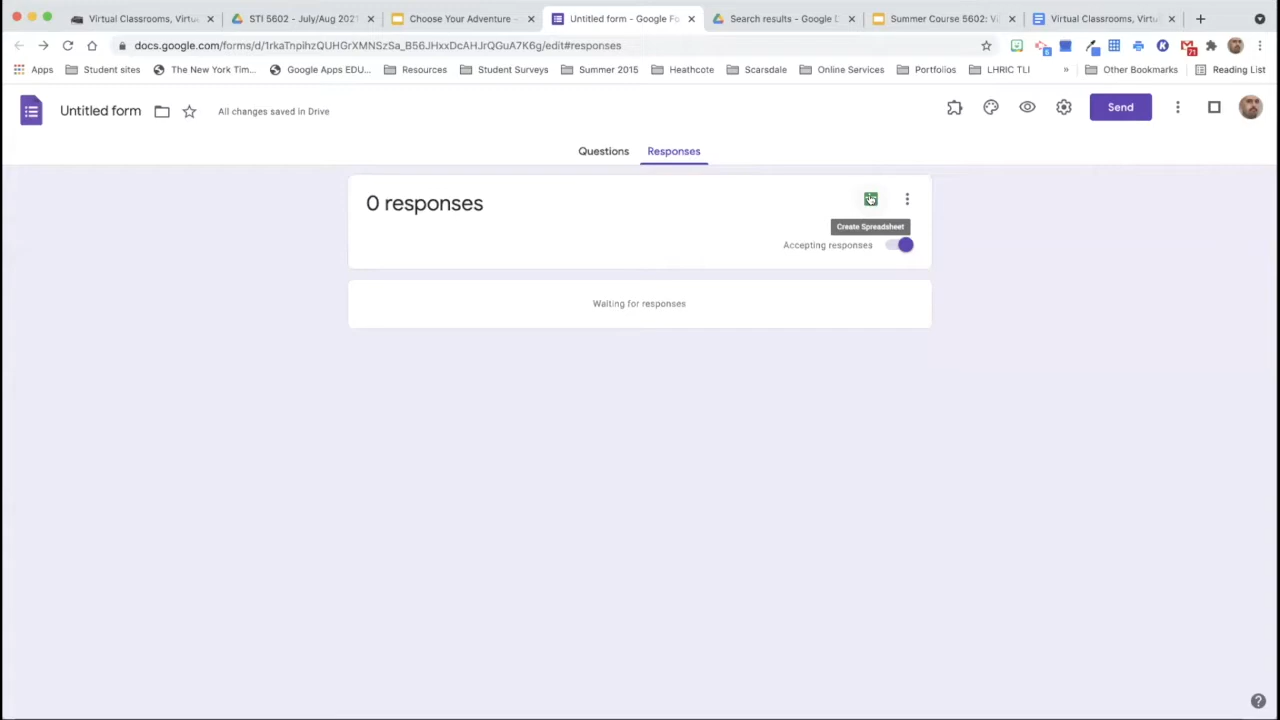 Virtual Classrooms, Virtu
STI 5602 - July/Aug 2021
Choose Your Adventure -
Untitled form - Google Fo
Search results - Google D
Summer Course 5602: Vi
Virtual Classrooms, Virtu
docs.google.com/forms/d/1rkaTnpihzQUHGrXMNSzSa_B56JHxxDcAHJrQGuA7K6g/edit#responses
Apps
Student sites
The New York Tim...
Google Apps EDU...
Resources
Student Surveys
Summer 2015
Heathcote
Scarsdale
Online Services
Portfolios
LHRIC TLI
»
Other Bookmarks
Reading List
Untitled form
All changes saved in Drive
Send
Questions
Responses
0 responses
Create Spreadsheet
Accepting responses
Waiting for responses